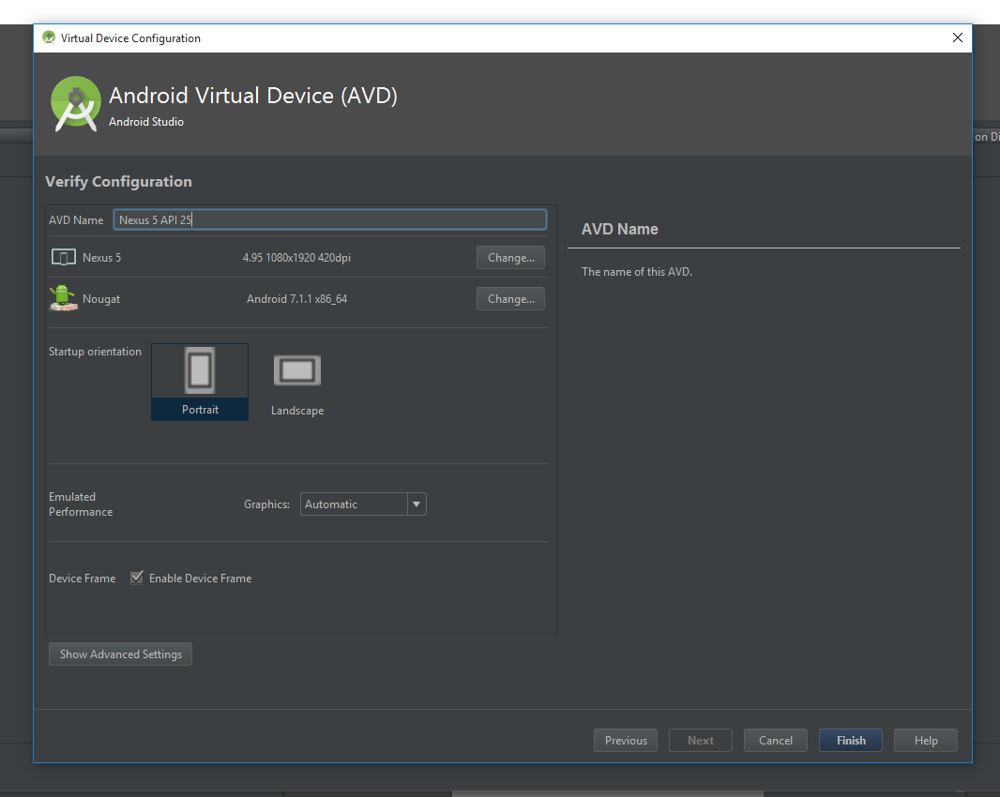 Virtual Device Configuration
Android Virtual Device (AVD)
Android Studio
on Di
Verify Configuration
AVD Name Nexus 5 API 25
Nexus 5 4.95 1080x1920 420dpi Change...
Nougat Android 7.1.1 x86_64 Change...
Startup orientation
Portrait
Landscape
Emulated
Performance
Graphics: Automatic
Device Frame Enable Device Frame
Show Advanced Settings
AVD Name
The name of this AVD.
Previous Next Cancel Finish Help